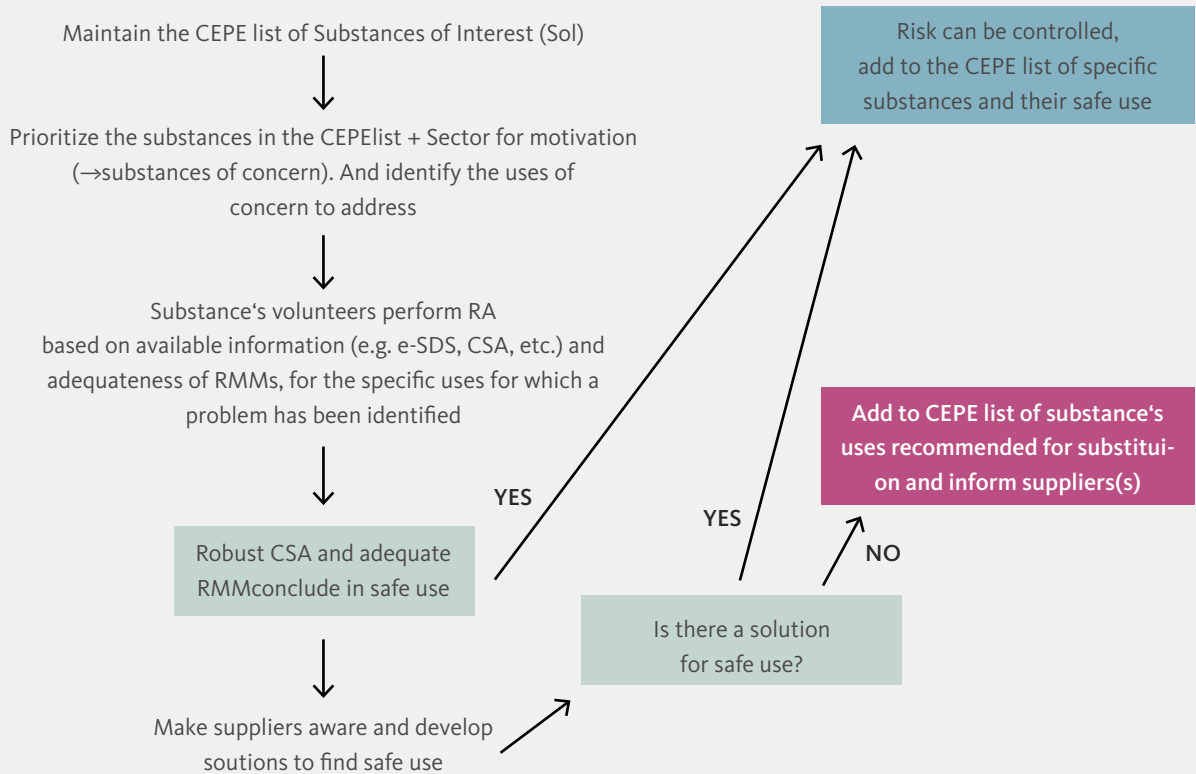 Maintain the CEPE list of Substances of Interest (SoI)
Prioritize the substances in the CEPElist + Sector for motivation
(→substances of concern). And identify the uses of
concern to address
Substance‘s volunteers perform RA
based on available information (e.g. e-SDS, CSA, etc.) and
adequateness of RMMs, for the specific uses for which a
problem has been identified
Robust CSA and adequate
RMMconclude in safe use
Make suppliers aware and develop
soutions to find safe use
YES
Is there a solution
for safe use?
YES
NO
Risk can be controlled,
add to the CEPE list of specific
substances and their safe use
Add to CEPE list of substance‘s
uses recommended for substitui-
on and inform suppliers(s)